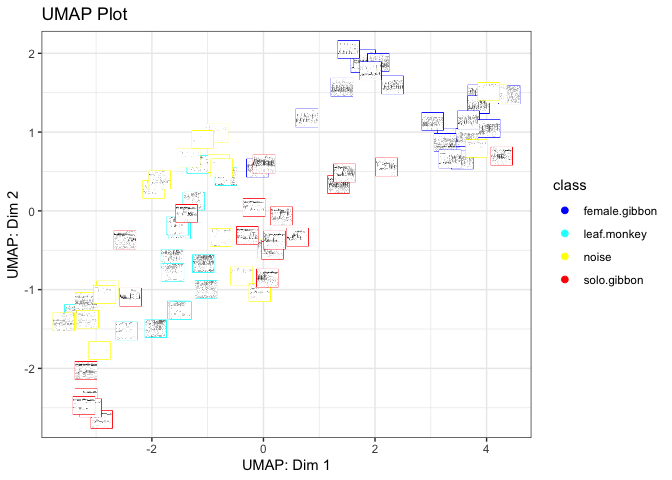 UMAP Plot
2
1
0
-1
-2
-2
0
2
4
UMAP: Dim 1
UMAP: Dim 2
class
female.gibbon
leaf.monkey
noise
solo.gibbon